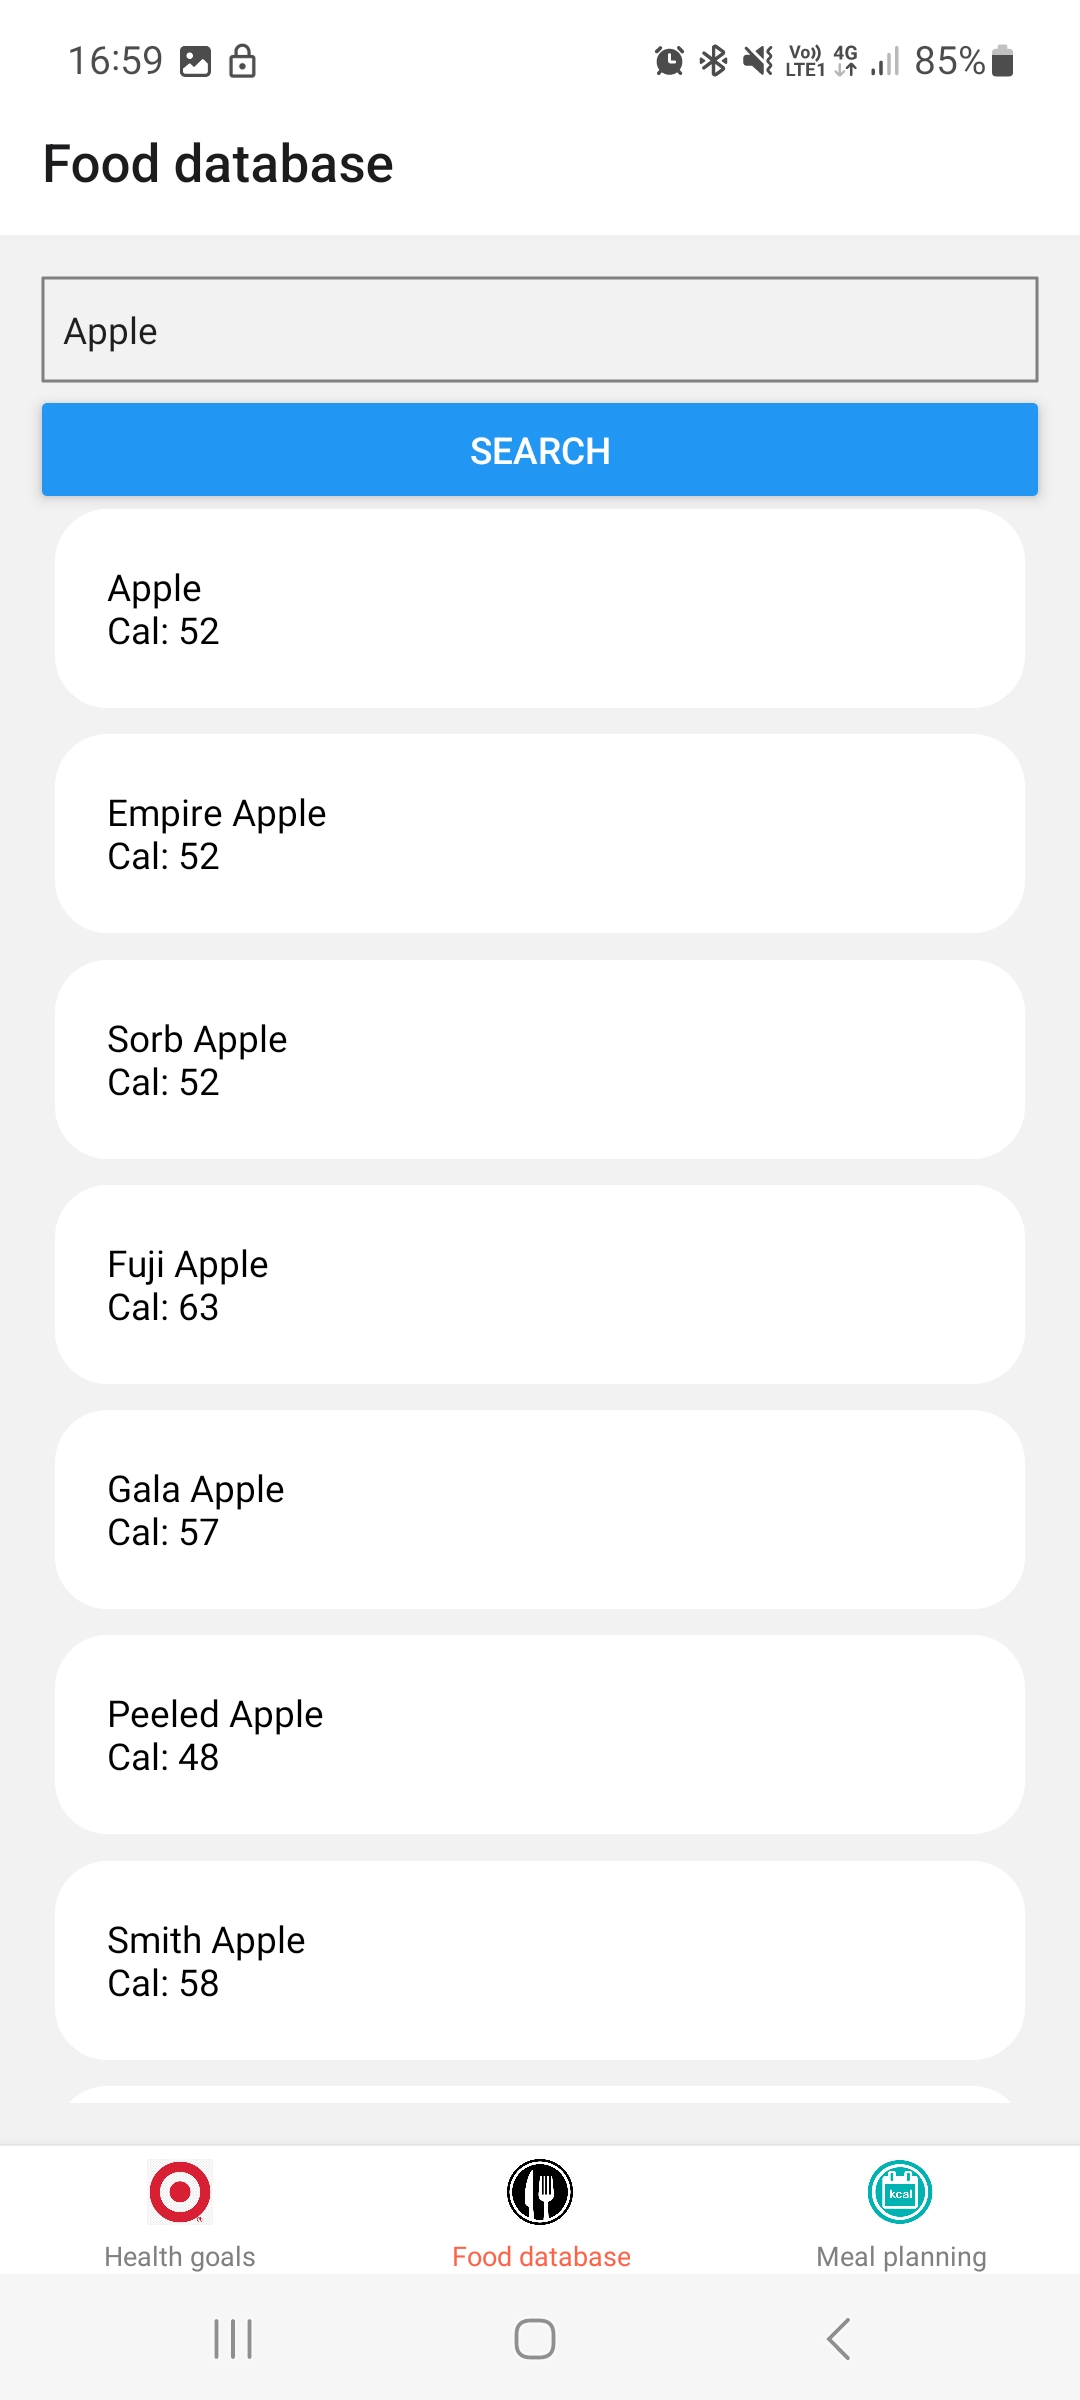 16:59
Vo)) LTE1 4G 85%
Food database
Apple
SEARCH
Apple
Cal: 52
Empire Apple
Cal: 52
Sorb Apple
Cal: 52
Fuji Apple
Cal: 63
Gala Apple
Cal: 57
Peeled Apple
Cal: 48
Smith Apple
Cal: 58
kcal
Health goals
Food database
Meal planning